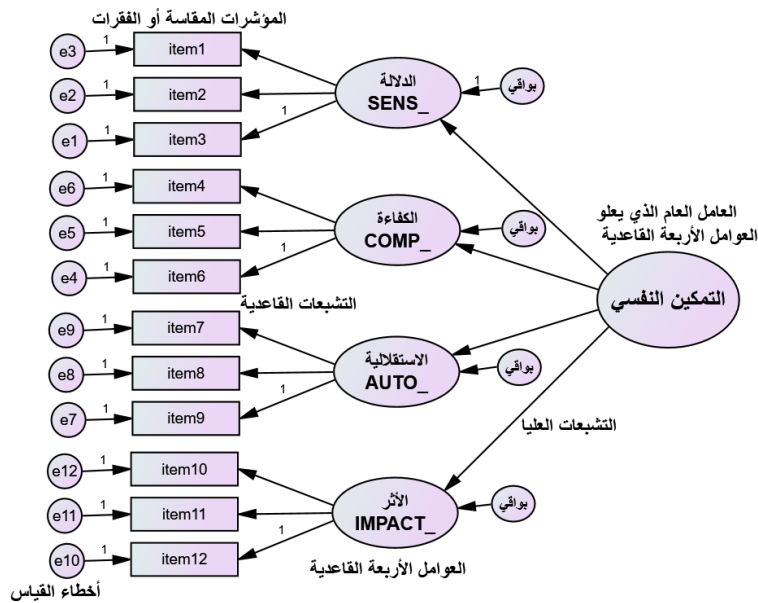 المؤشرات المقاسة أو الفقرات
e3
1
item1
e2
1
item2
e1
1
item3
الدلالة
SENS_
1
1
بواقي
e6
1
item4
e5
1
item5
e4
1
item6
الكفاءة
COMP_
1
بواقي
العامل العام الذي يعلو
العوامل الأربعة القاعدية
التمكين النفسي
التشبعات القاعدية
e9
1
item7
e8
1
item8
e7
1
item9
الاستقلالية
AUTO_
1
بواقي
التشبعات العليا
e12
1
item10
e11
1
item11
e10
1
item12
الأثر
IMPACT_
1
بواقي
العوامل الأربعة القاعدية
أخطاء القياس